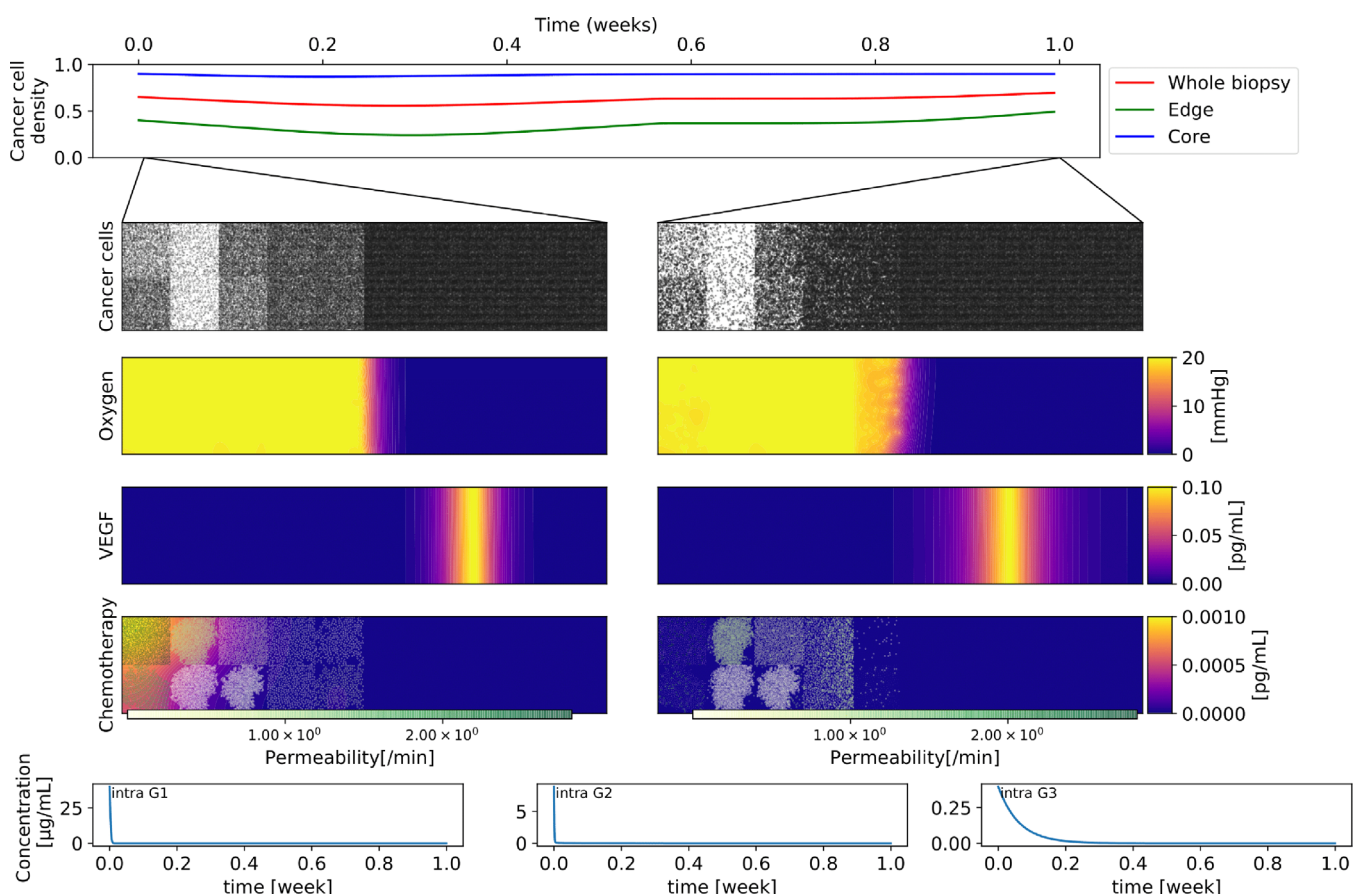 Time (weeks)
0.0 0.2 0.4 0.6 0.8 1.0
Cancer cell
density
1.0
0.5
0.0
Whole biopsy
Edge
Core
Cancer cells
Oxygen
20
10
0
[mmHg]
VEGF
0.10
0.05
0.00
[pg/mL]
Chemotherapy
0.0010
0.0005
0.0000
[pg/mL]
1.00 × 10⁰ 2.00 × 10⁰
Permeability[/min]
1.00 × 10⁰ 2.00 × 10⁰
Permeability[/min]
Concentration
[µg/mL]
intra G1
25
0
0.0 0.2 0.4 0.6 0.8 1.0
time [week]
intra G2
5
0
0.0 0.2 0.4 0.6 0.8 1.0
time [week]
intra G3
0.25
0.00
0.0 0.2 0.4 0.6 0.8 1.0
time [week]